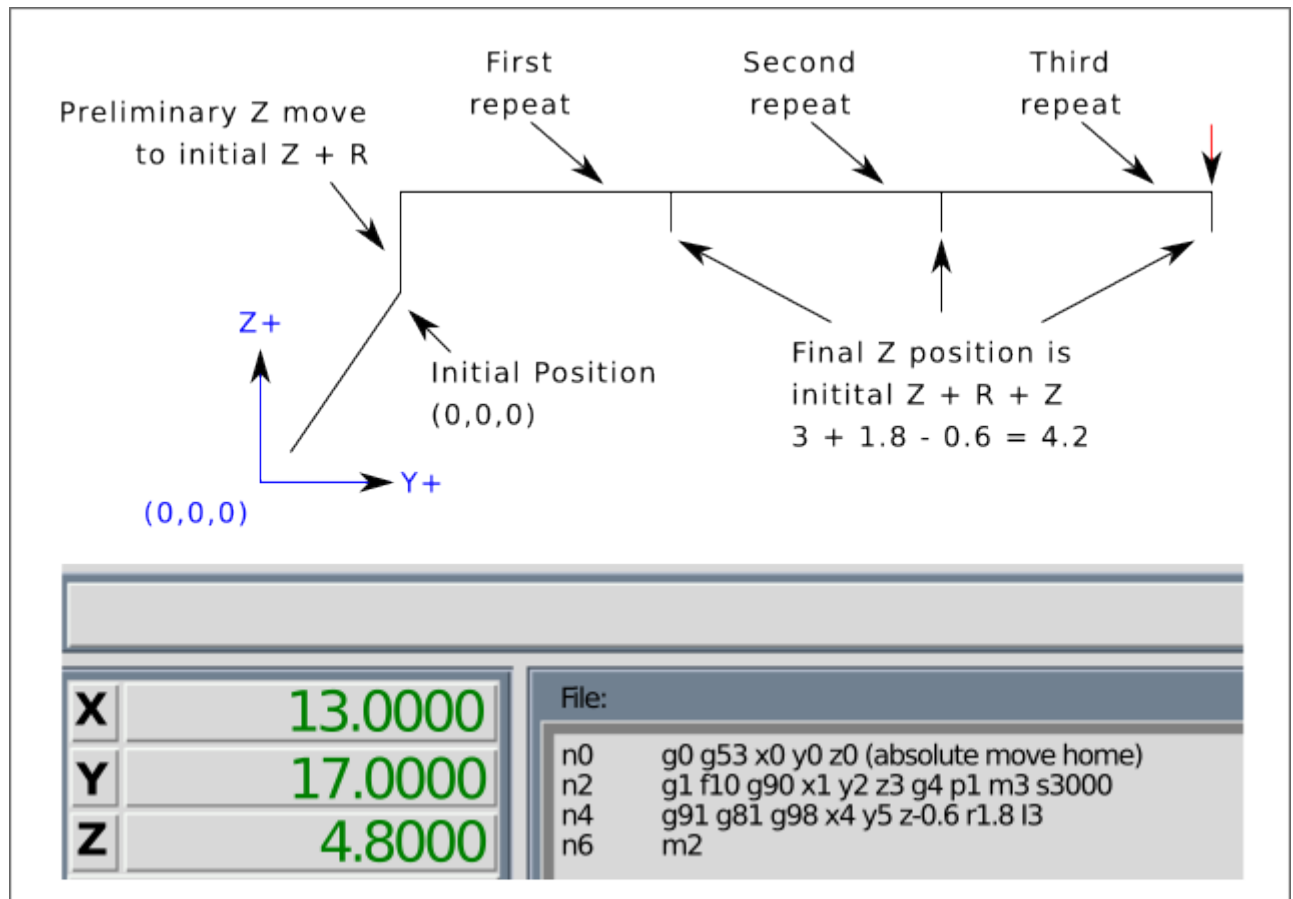 First
repeat
Second
repeat
Third
repeat
Preliminary Z move
to initial Z + R
Z+
Initial Position
(0,0,0)
Final Z position is
initital Z + R + Z
3 + 1.8 - 0.6 = 4.2
Y+
(0,0,0)
X 13.0000
Y 17.0000
Z 4.8000
File:
n0 g0 g53 x0 y0 z0 (absolute move home)
n2 g1 f10 g90 x1 y2 z3 g4 p1 m3 s3000
n4 g91 g81 g98 x4 y5 z-0.6 r1.8 l3
n6 m2